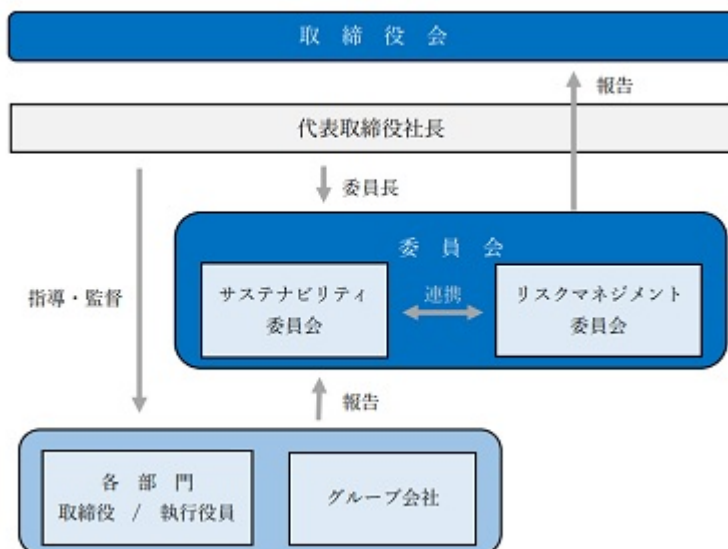 取 締 役 会
報告
代表取締役社長
委員長
委 員 会
サステナビリティ
委員会
連携
リスクマネジメント
委員会
指導・監督
報告
各 部 門
取締役 / 執行役員
グループ会社